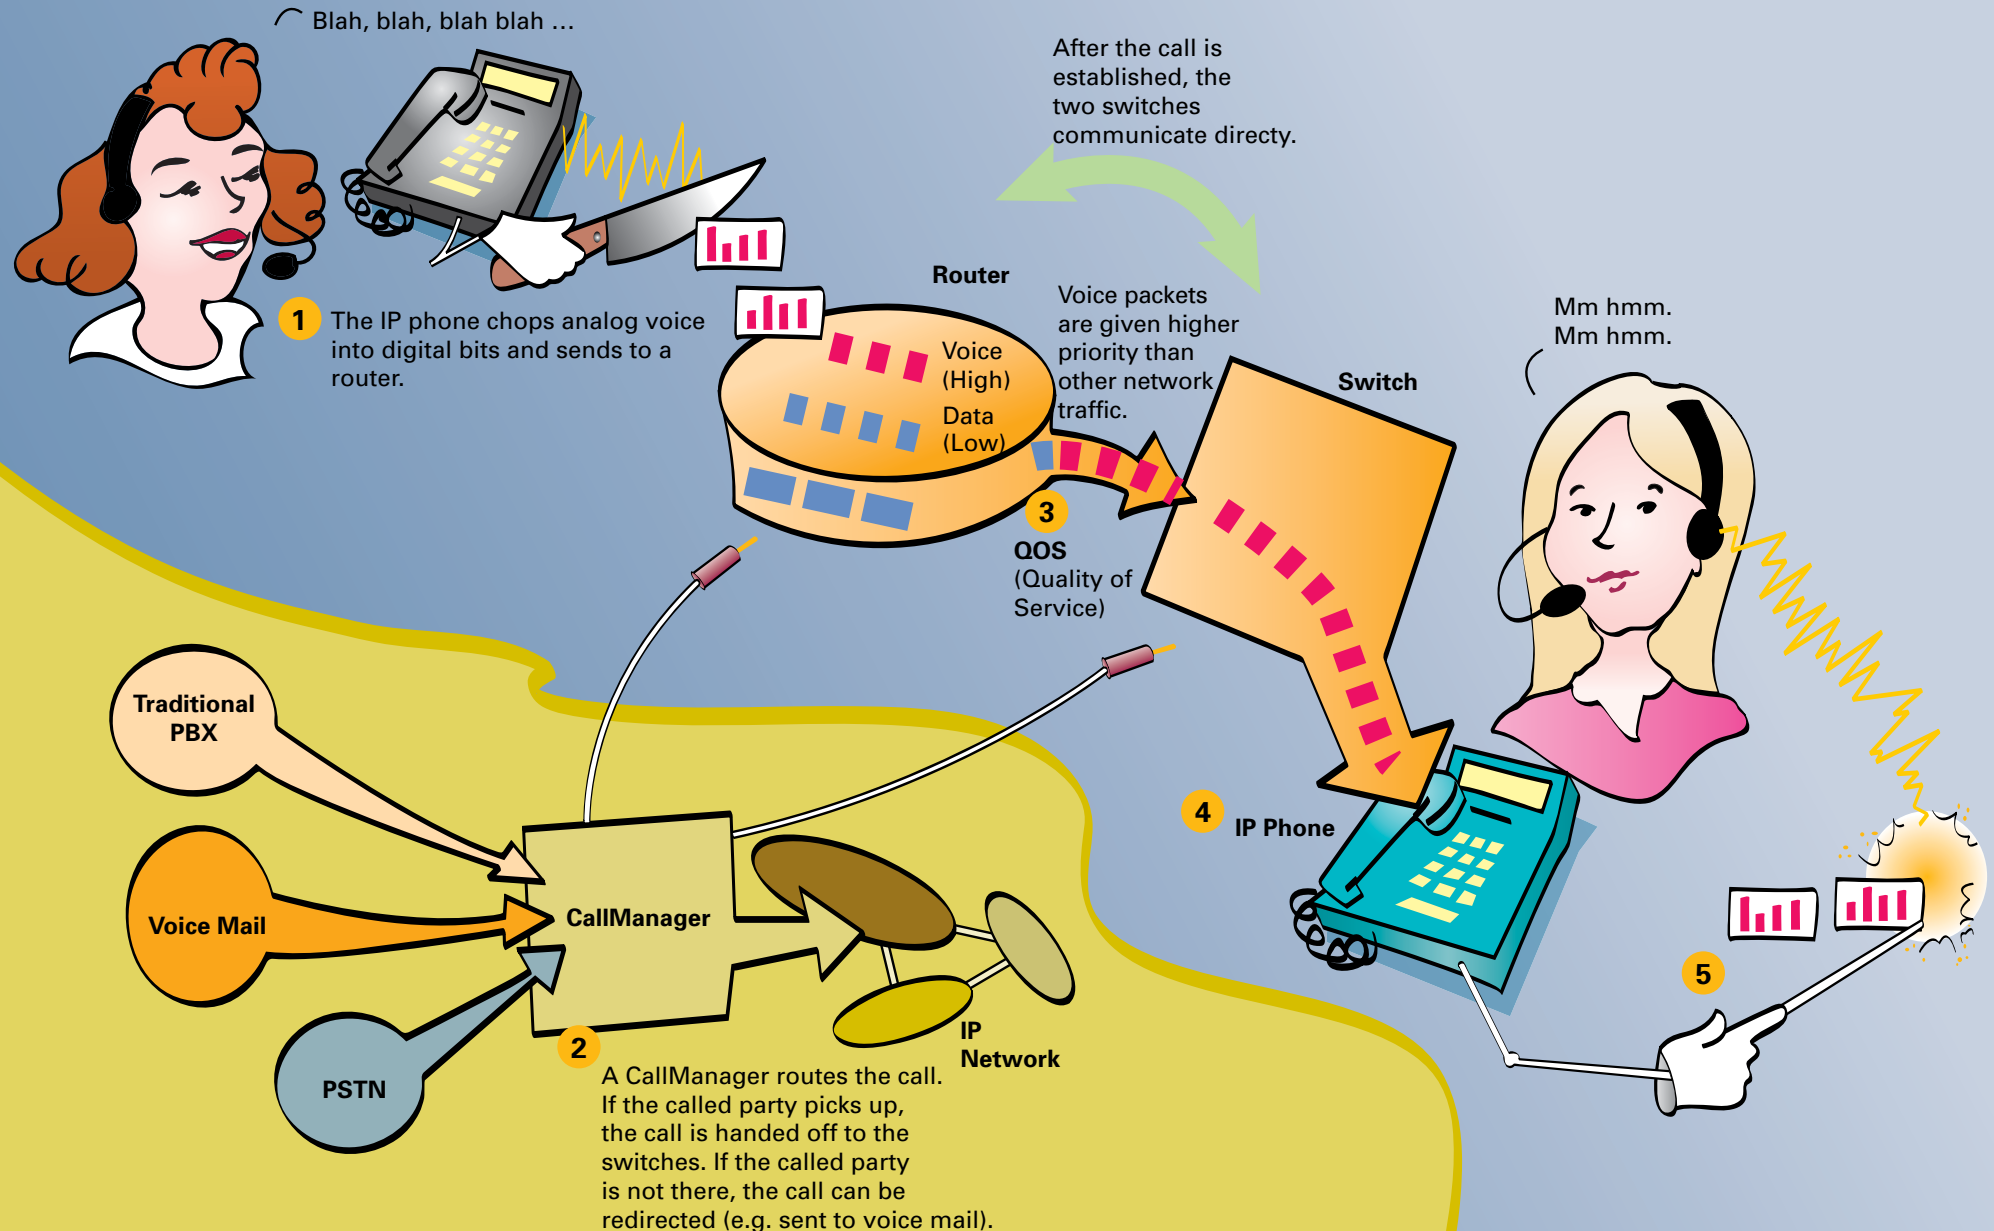 Blah, blah, blah blah …
After the call is
established, the
two switches
communicate directy.
1
The IP phone chops analog voice
into digital bits and sends to a
router.
Router
Voice
(High)
Data
(Low)
Voice packets
are given higher
priority than
other network
traffic.
3
QOS
(Quality of
Service)
Switch
Mm hmm.
Mm hmm.
Traditional
PBX
Voice Mail
PSTN
CallManager
IP
Network
2
A CallManager routes the call.
If the called party picks up,
the call is handed off to the
switches. If the called party
is not there, the call can be
redirected (e.g. sent to voice mail).
4
IP Phone
5